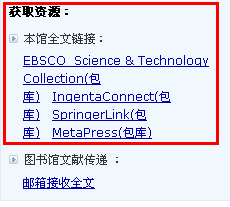 获取资源：
本馆全文链接：
EBSCO Science & Technology
Collection(包
库) IngentaConnect(包
库) SpringerLink(包
库) MetaPress(包库)
图书馆文献传递 ：
邮箱接收全文